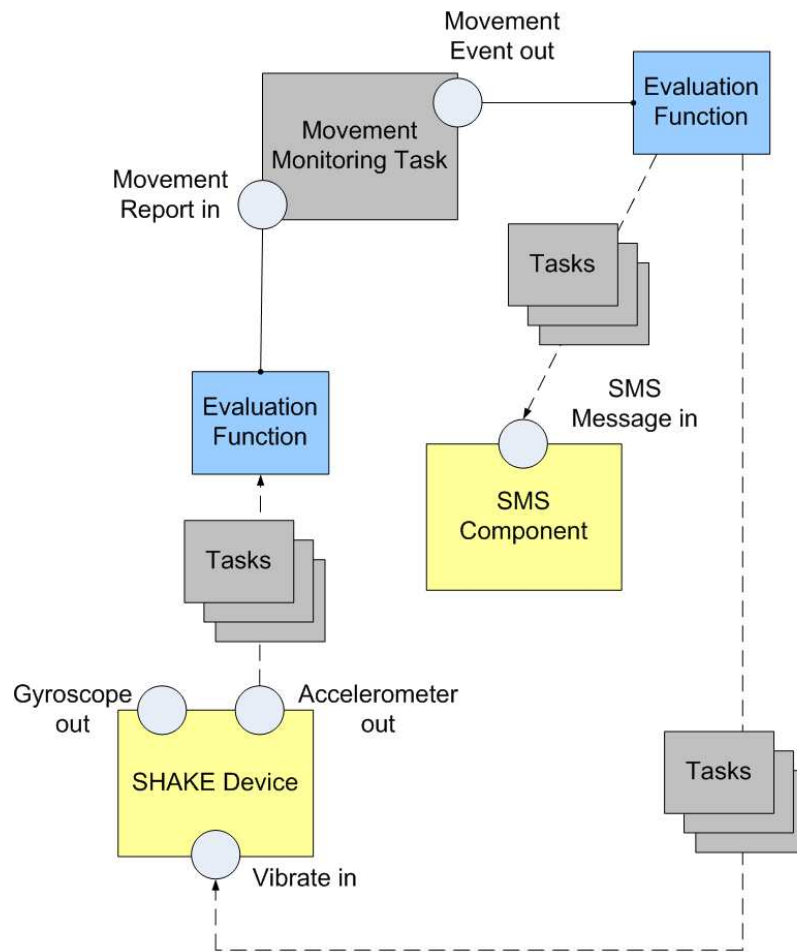 Movement
Event out
Evaluation
Function
Movement
Monitoring Task
Movement
Report in
Tasks
SMS
Message in
Evaluation
Function
SMS
Component
Tasks
Gyroscope
out
Accelerometer
out
SHAKE Device
Tasks
Vibrate in